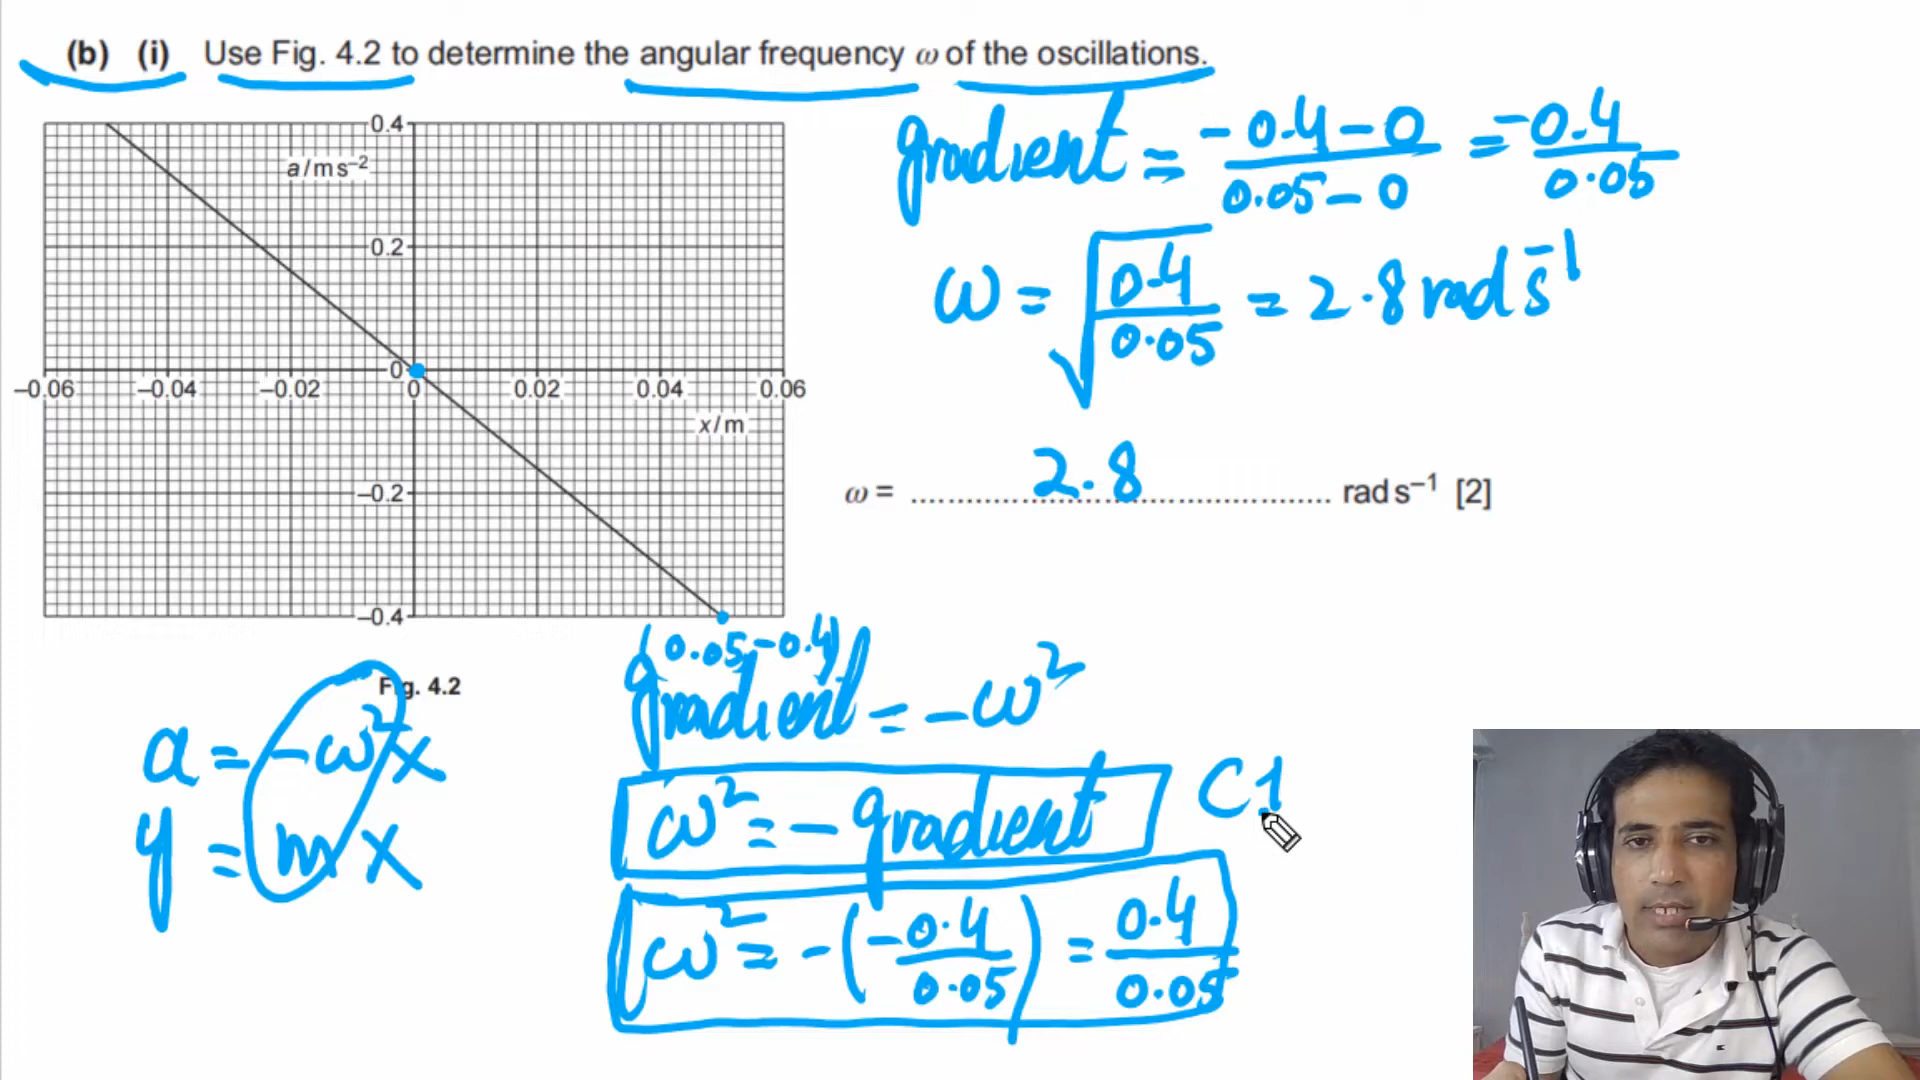 (b) (i) Use Fig. 4.2 to determine the angular frequency ω of the oscillations.
0.4
a/ms⁻²
0.2
0
-0.06 -0.04 -0.02 0 0.02 0.04 0.06
x/m
-0.2
-0.4
Fig. 4.2
gradient = -0.4-0/0.05-0 = -0.4/0.05
ω = √0.4/0.05 = 2.8 rad s⁻¹
ω = ........ 2.8 ........ rad s⁻¹ [2]
(0.05,-0.4)
gradient = -ω²
ω² = - gradient C1
ω² = -(-0.4/0.05) = 0.4/0.05
a = -ω²x
y = mx